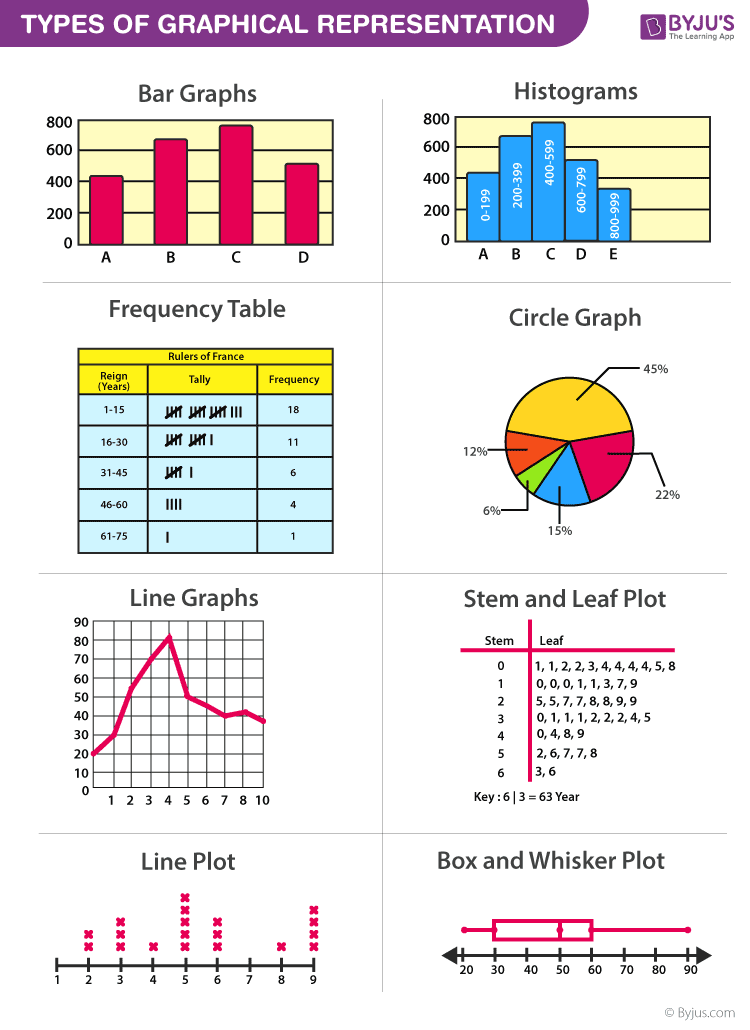 TYPES OF GRAPHICAL REPRESENTATION
BYJU'S
The Learning App
Bar Graphs
800
600
400
200
0
A B C D
Histograms
800
600
400
200
0
0-199
200-399
400-599
600-799
800-999
A B C D E
Frequency Table
Rulers of France
Reign (Years) Tally Frequency
1-15 18
16-30 11
31-45 6
46-60 4
61-75 1
Circle Graph
45%
12%
22%
6%
15%
Line Graphs
90
80
70
60
50
40
30
20
10
0
1 2 3 4 5 6 7 8 10
Stem and Leaf Plot
Stem Leaf
0 1, 1, 2, 2, 3, 4, 4, 4, 4, 5, 8
1 0, 0, 0, 1, 1, 3, 7, 9
2 5, 5, 7, 7, 8, 8, 9, 9
3 0, 1, 1, 1, 2, 2, 2, 4, 5
4 0, 4, 8, 9
5 2, 6, 7, 7, 8
6 3, 6
Key : 6 | 3 = 63 Year
Line Plot
1 2 3 4 5 6 7 8 9
Box and Whisker Plot
20 30 40 50 60 70 80 90
© Byjus.com